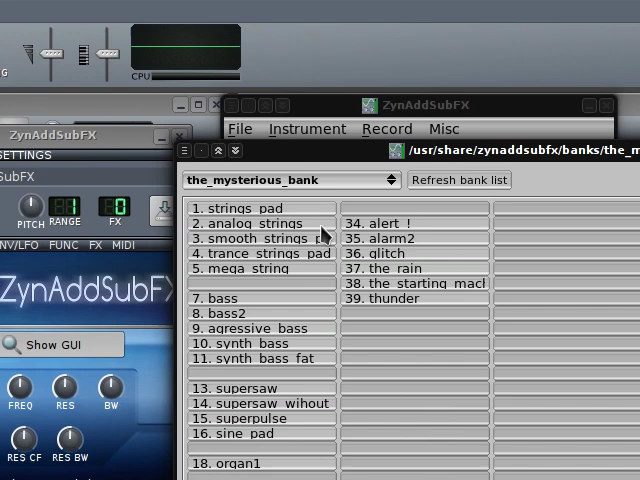 G
CPU
ZynAddSubFX
ZynAddSubFX
File Instrument Record Misc
SETTINGS
/usr/share/zynaddsubfx/banks/the_m
SubFX
the_mysterious_bank
Refresh bank list
PITCH
RANGE
1
FX
0
NV/LFO FUNC FX MIDI
ZynAddSubFX
Show GUI
FREQ RES BW
RES CF RES BW
1. strings pad
2. analog strings
3. smooth strings p
4. trance strings pad
5. mega string
7. bass
8. bass2
9. agressive bass
10. synth bass
11. synth bass fat
13. supersaw
14. supersaw wihout
15. superpulse
16. sine pad
18. organ1
34. alert !
35. alarm2
36. glitch
37. the rain
38. the starting macl
39. thunder